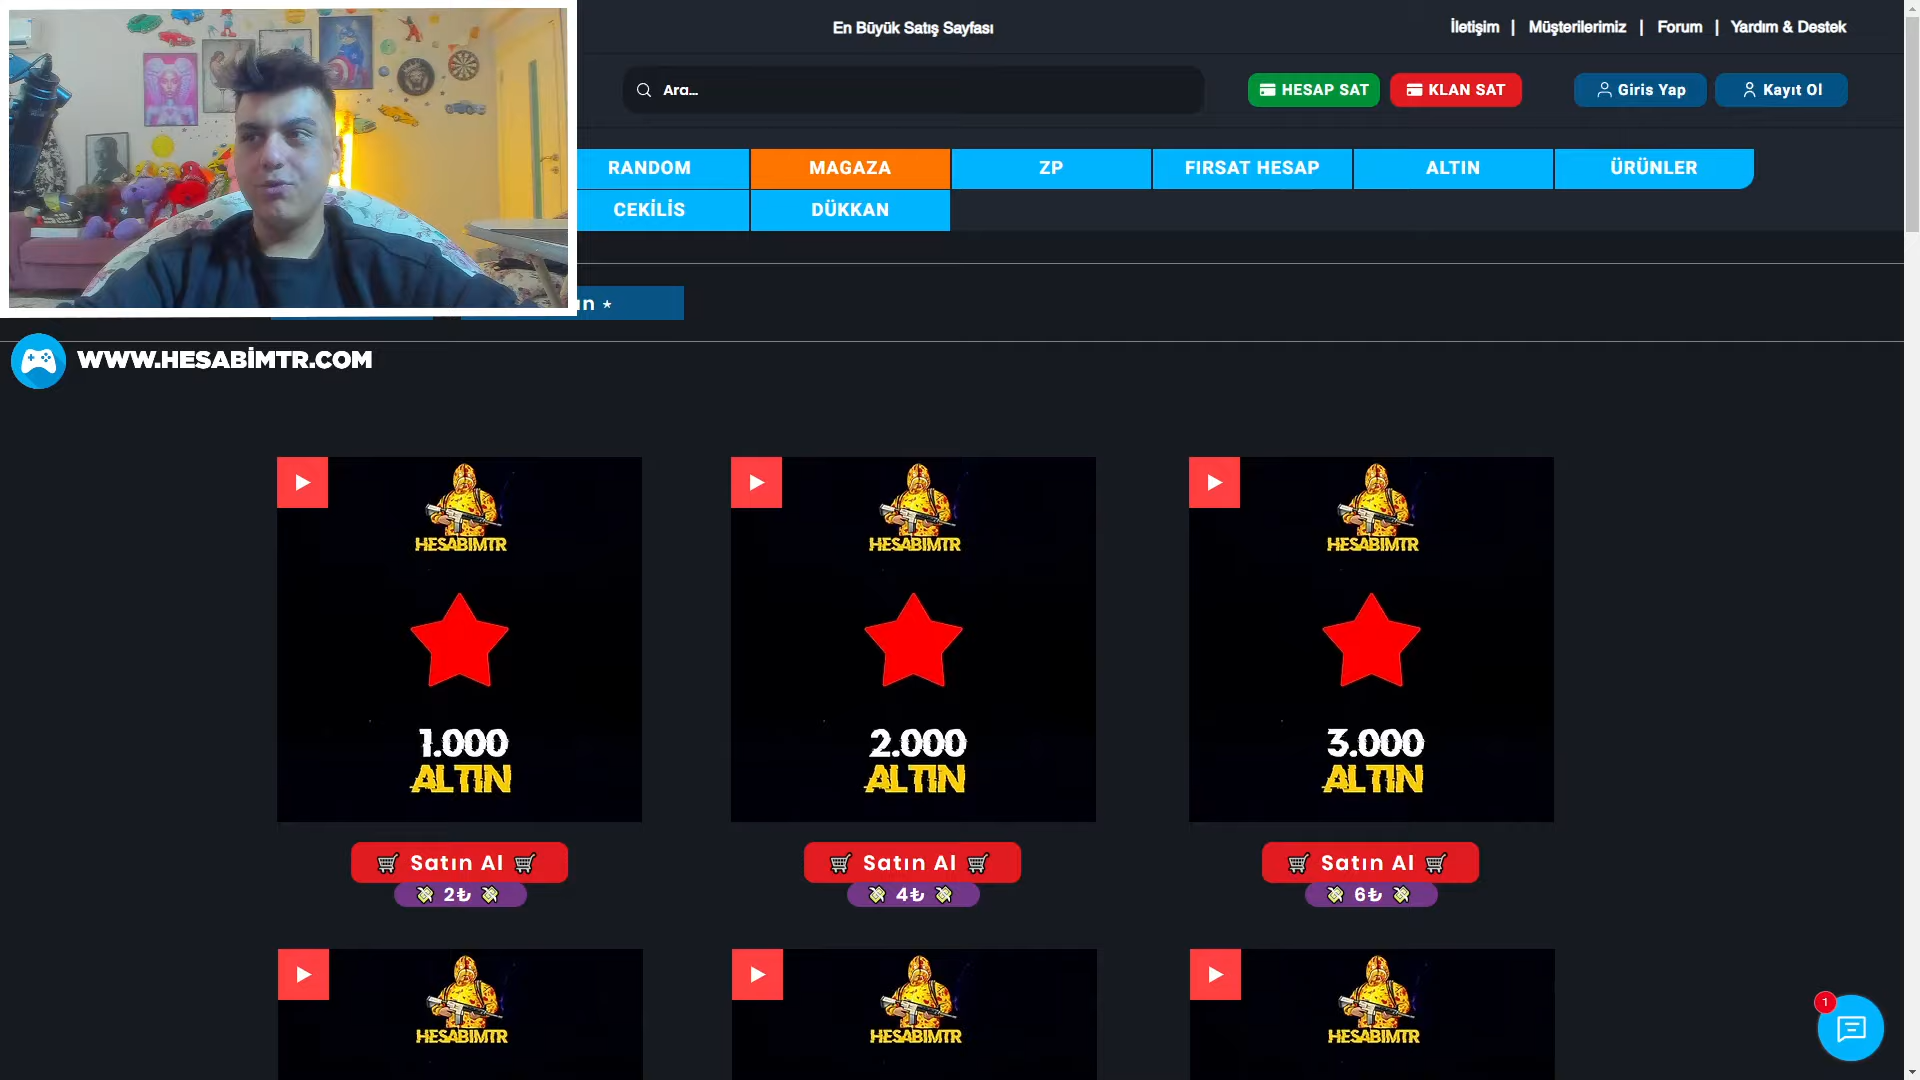 En Büyük Satış Sayfası
İletişim | Müşterilerimiz | Forum | Yardım & Destek
Ara...
HESAP SAT
KLAN SAT
Giris Yap
Kayıt Ol
RANDOM
MAGAZA
ZP
FIRSAT HESAP
ALTIN
ÜRÜNLER
CEKİLİS
DÜKKAN
WWW.HESABİMTR.COM
HESABIMTR
HESABIMTR
HESABIMTR
1.000
ALTIN
2.000
ALTIN
3.000
ALTIN
Satın Al
Satın Al
Satın Al
2₺
4₺
6₺
HESABIMTR
HESABIMTR
HESABIMTR
1